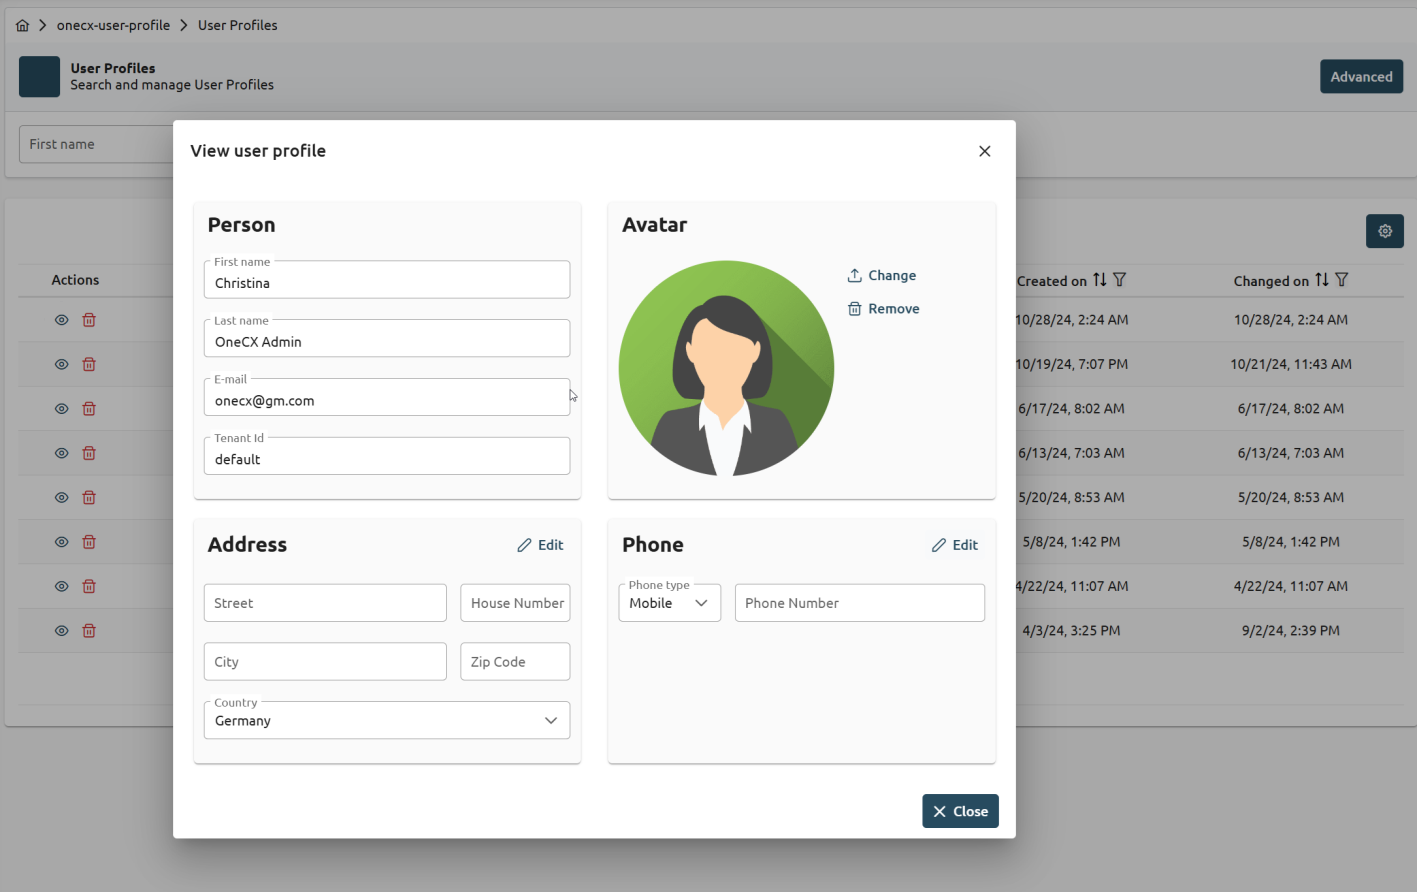 onecx-user-profile User Profiles
User Profiles
Search and manage User Profiles
Advanced
First name
View user profile
Person
First name
Christina
Last name
OneCX Admin
E-mail
onecx@gm.com
Tenant Id
default
Avatar
Change
Remove
Address
Edit
Street
House Number
City
Zip Code
Country
Germany
Phone
Edit
Phone type
Mobile
Phone Number
Close
Actions Created on Changed on
10/28/24, 2:24 AM 10/28/24, 2:24 AM
10/19/24, 7:07 PM 10/21/24, 11:43 AM
6/17/24, 8:02 AM 6/17/24, 8:02 AM
6/13/24, 7:03 AM 6/13/24, 7:03 AM
5/20/24, 8:53 AM 5/20/24, 8:53 AM
5/8/24, 1:42 PM 5/8/24, 1:42 PM
4/22/24, 11:07 AM 4/22/24, 11:07 AM
4/3/24, 3:25 PM 9/2/24, 2:39 PM